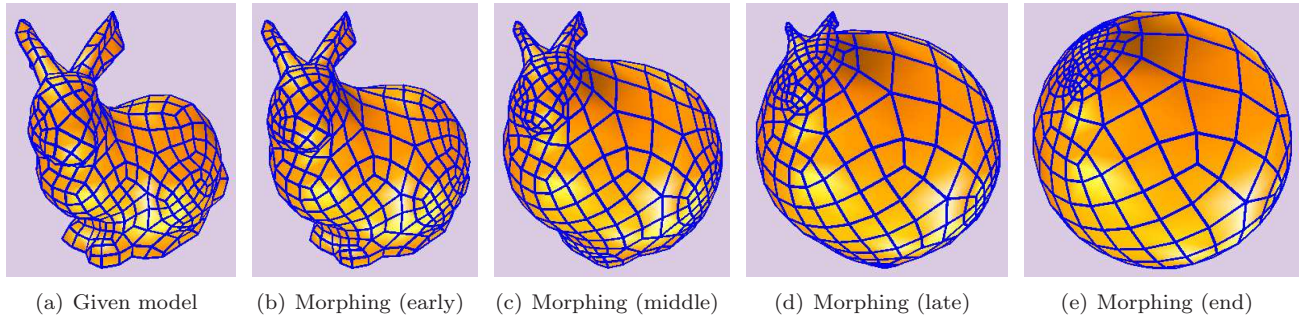 (a) Given model
(b) Morphing (early)
(c) Morphing (middle)
(d) Morphing (late)
(e) Morphing (end)